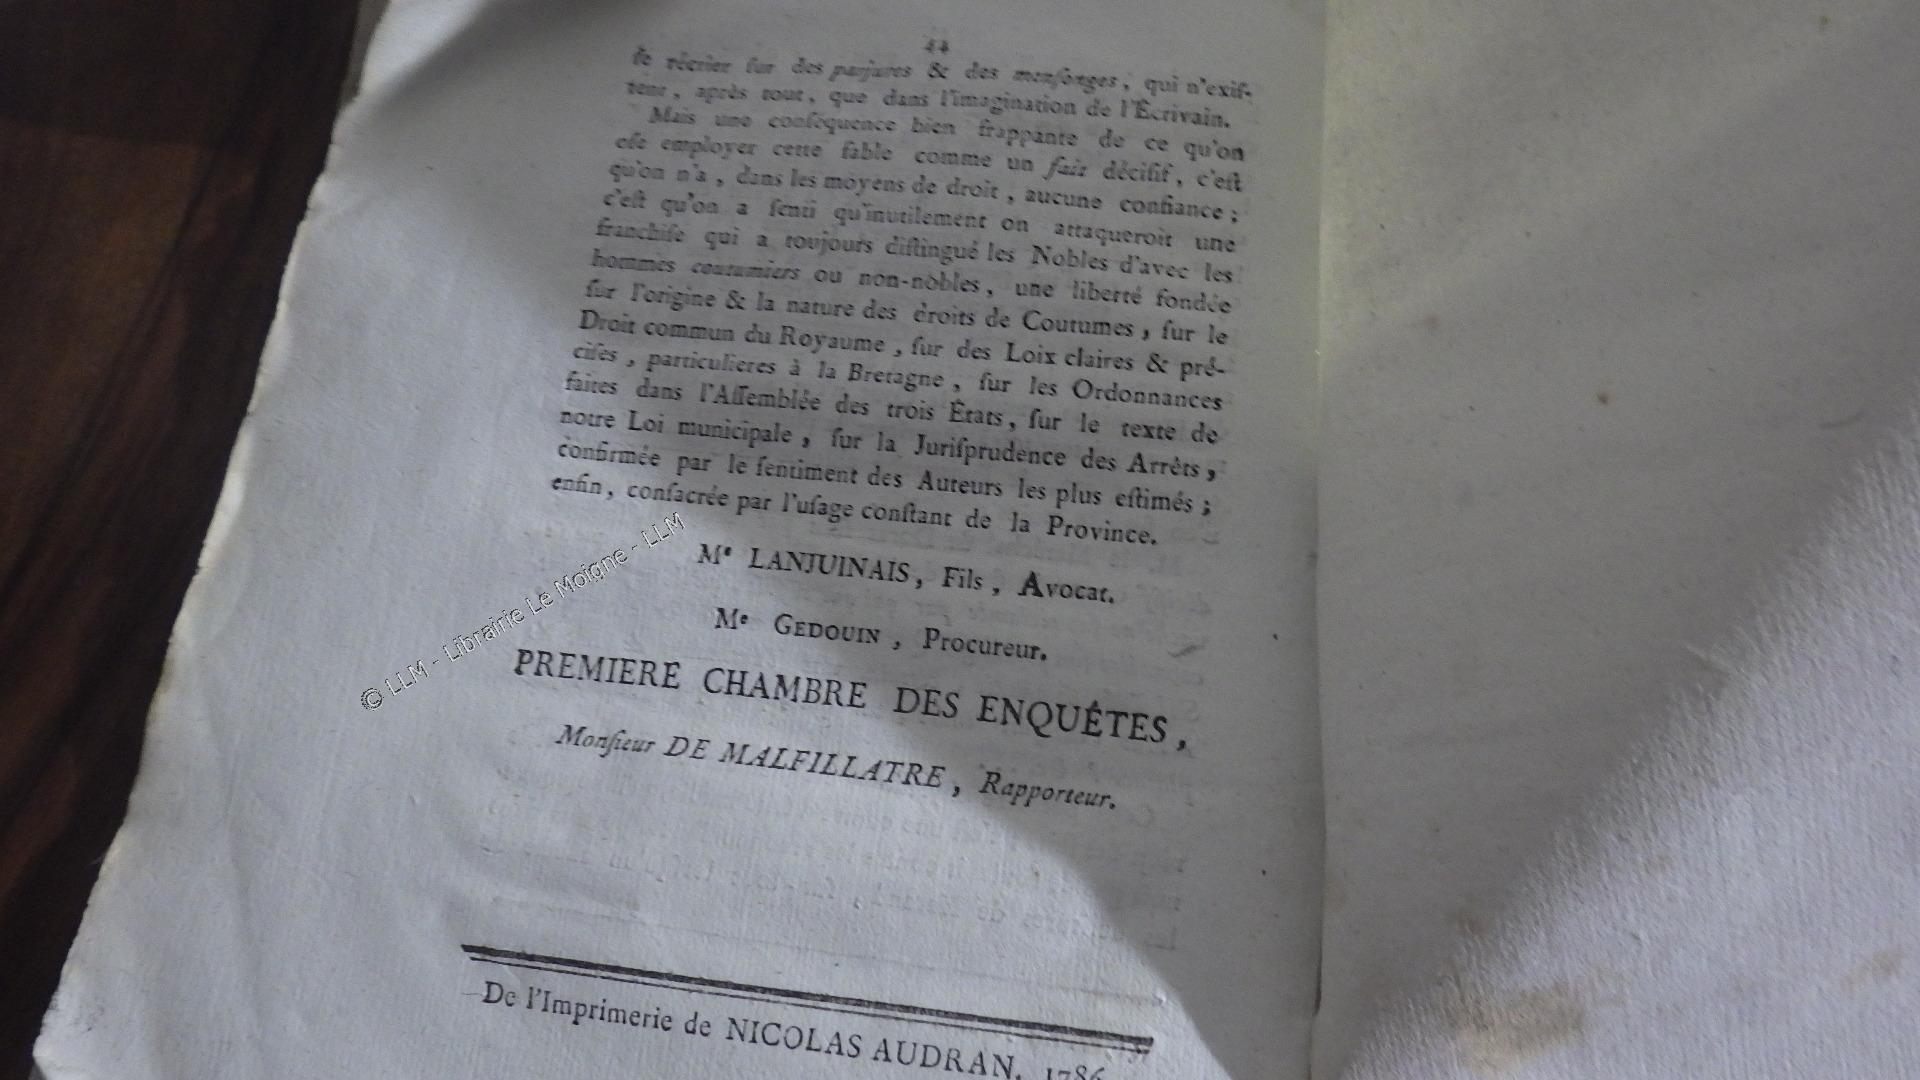 44
se récrier sur des parjures & des mensonges, qui n'exis-
tent, après tout, que dans l'imagination de l'Écrivain.
Mais une conséquence bien frappante de ce qu'on
ose employer cette fable comme un fait décisif, c'est
qu'on n'a, dans les moyens de droit, aucune confiance;
c'est qu'on a senti qu'inutilement on attaqueroit une
franchise qui a toujours distingué les Nobles d'avec les
hommes coutumiers ou non-nobles, une liberté fondée
sur l'origine & la nature des droits de Coutumes, sur le
Droit commun du Royaume, sur des Loix claires & pré-
cises, particulieres à la Bretagne, sur les Ordonnances
faites dans l'Assemblée des trois États, sur le texte de
notre Loi municipale, sur la Jurisprudence des Arrêts,
confirmée par le sentiment des Auteurs les plus estimés;
enfin, consacrée par l'usage constant de la Province.
Me LANJUINAIS, Fils, Avocat.
Me GEDOUIN, Procureur.
PREMIERE CHAMBRE DES ENQUÊTES,
Monsieur DE MALFILLATRE, Rapporteur.
De l'Imprimerie de NICOLAS AUDRAN. 1786
© LLM - Librairie Le Moigne - LLM